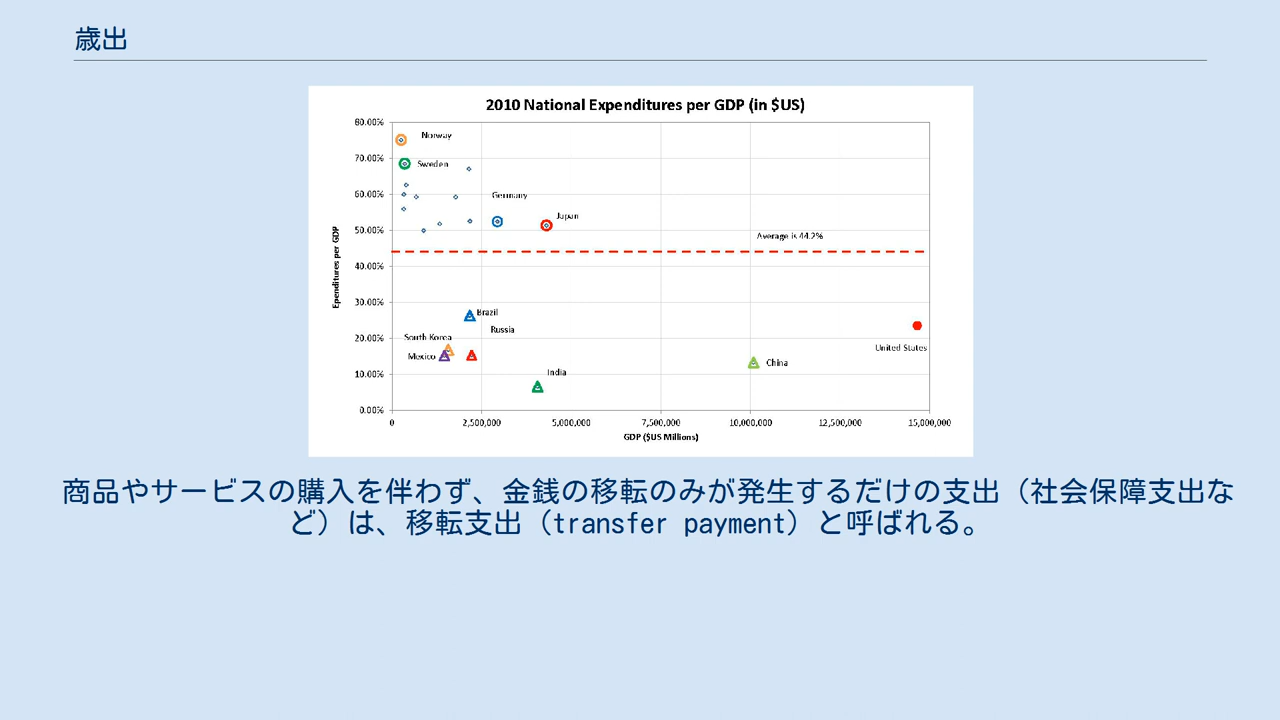 歳出
2010 National Expenditures per GDP (in $US)
80.00%
70.00%
60.00%
50.00%
40.00%
30.00%
20.00%
10.00%
0.00%
Ependitures per GDP
Norway
Sweden
Germany
Japan
Average is 44.2%
Brazil
Russia
South Korea
Mexico
India
China
United States
0
2,500,000
5,000,000
7,500,000
10,000,000
12,500,000
15,000,000
GDP ($US Millions)
商品やサービスの購入を伴わず、金銭の移転のみが発生するだけの支出（社会保障支出な
ど）は、移転支出（transfer payment）と呼ばれる。